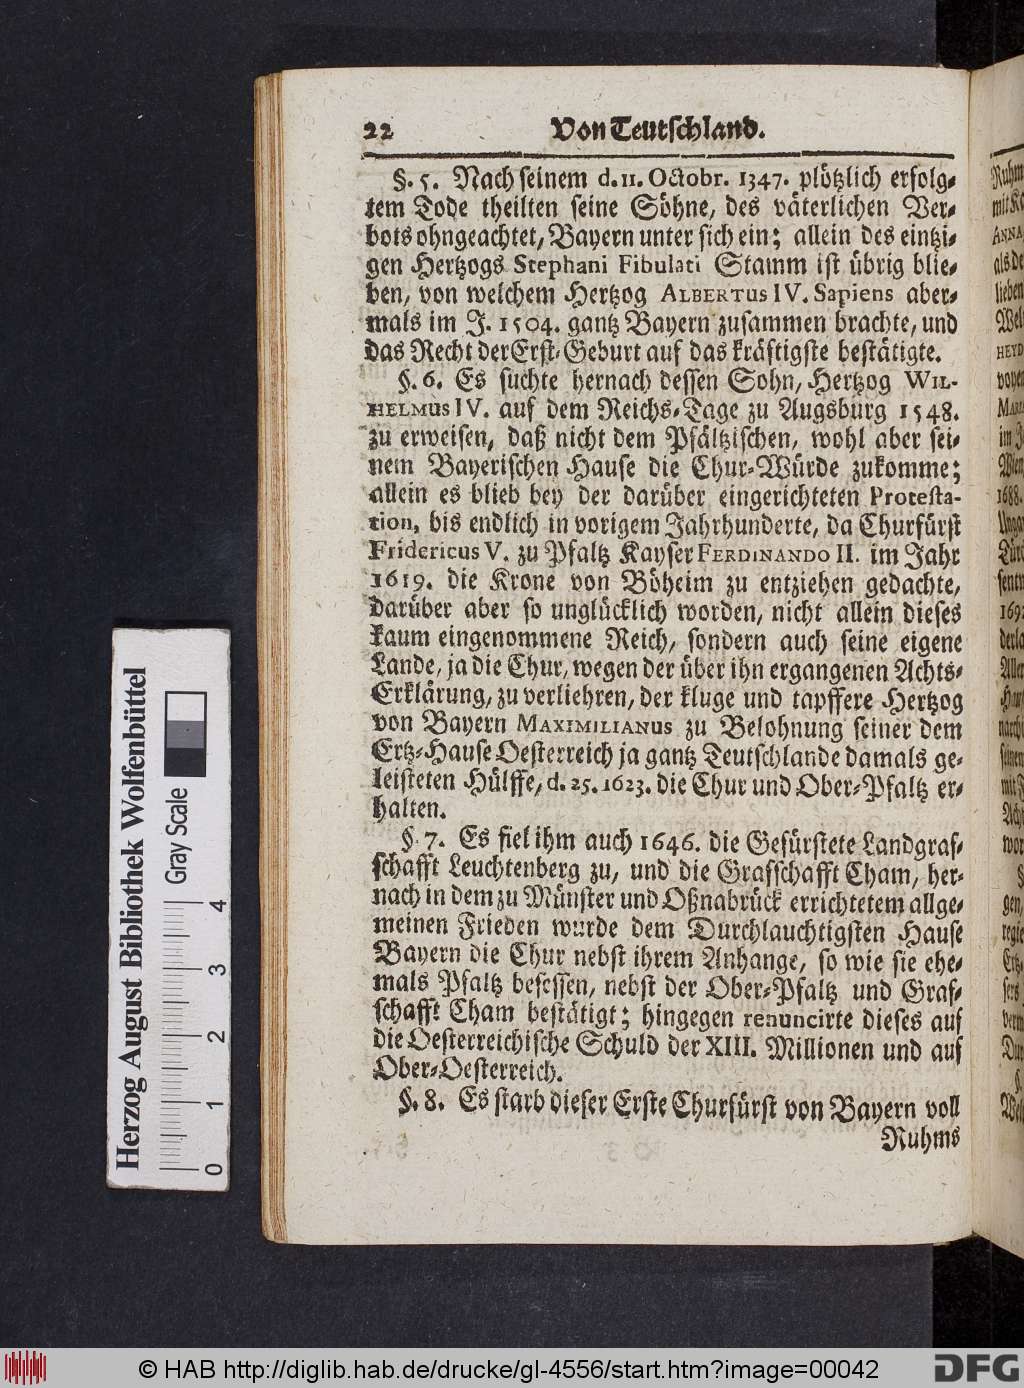 22 Von Teutschland.
§. 5. Nach seinem d. 11. Octobr. 1347. plötzlich erfolg-
tem Tode theilten seine Söhne, des väterlichen Ver-
bots ohngeachtet, Bayern unter sich ein; allein des eintzi-
gen Hertzogs Stephani Fibulati Stamm ist übrig blie-
ben, von welchem Hertzog ALBERTUS IV. Sapiens aber-
mals im J. 1504. gantz Bayern zusammen brachte, und
das Recht der Erst-Geburt auf das kräftigste bestätigte.
§. 6. Es suchte hernach dessen Sohn, Hertzog WIL-
HELMUS IV. auf dem Reichs-Tage zu Augsburg 1548.
zu erweisen, daß nicht dem Pfältzischen, wohl aber sei-
nem Bayerischen Hause die Chur-Würde zukomme;
allein es blieb bey der darüber eingerichteten Protesta-
tion, bis endlich in vorigem Jahrhunderte, da Churfürst
Fridericus V. zu Pfaltz Kayser FERDINANDO II. im Jahr
1619. die Krone von Böheim zu entziehen gedachte,
darüber aber so unglücklich worden, nicht allein dieses
kaum eingenommene Reich, sondern auch seine eigene
Lande, ja die Chur, wegen der über ihn ergangenen Achts-
Erklärung, zu verliehren, der kluge und tapffere Hertzog
von Bayern MAXIMILIANUS zu Belohnung seiner dem
Ertz-Hause Oesterreich ja gantz Teutschlande damals ge-
leisteten Hülffe, d. 25. 1623. die Chur und Ober-Pfaltz er-
halten.
§. 7. Es fiel ihm auch 1646. die Gefürstete Landgraf-
schafft Leuchtenberg zu, und die Grafschafft Cham, her-
nach in dem zu Münster und Oßnabrück errichtetem allge-
meinen Frieden wurde dem Durchlauchtigsten Hause
Bayern die Chur nebst ihrem Anhange, so wie sie ehe-
mals Pfaltz besessen, nebst der Ober-Pfaltz und Graf-
schafft Cham bestätigt; hingegen renuncirte dieses auf
die Oesterreichische Schuld der XIII. Millionen und auf
Ober-Oesterreich.
§. 8. Es starb dieser Erste Churfürst von Bayern voll
Ruhms
Herzog August Bibliothek Wolfenbüttel
Gray Scale
0 1 2 3 4
© HAB http://diglib.hab.de/drucke/gl-4556/start.htm?image=00042
DFG